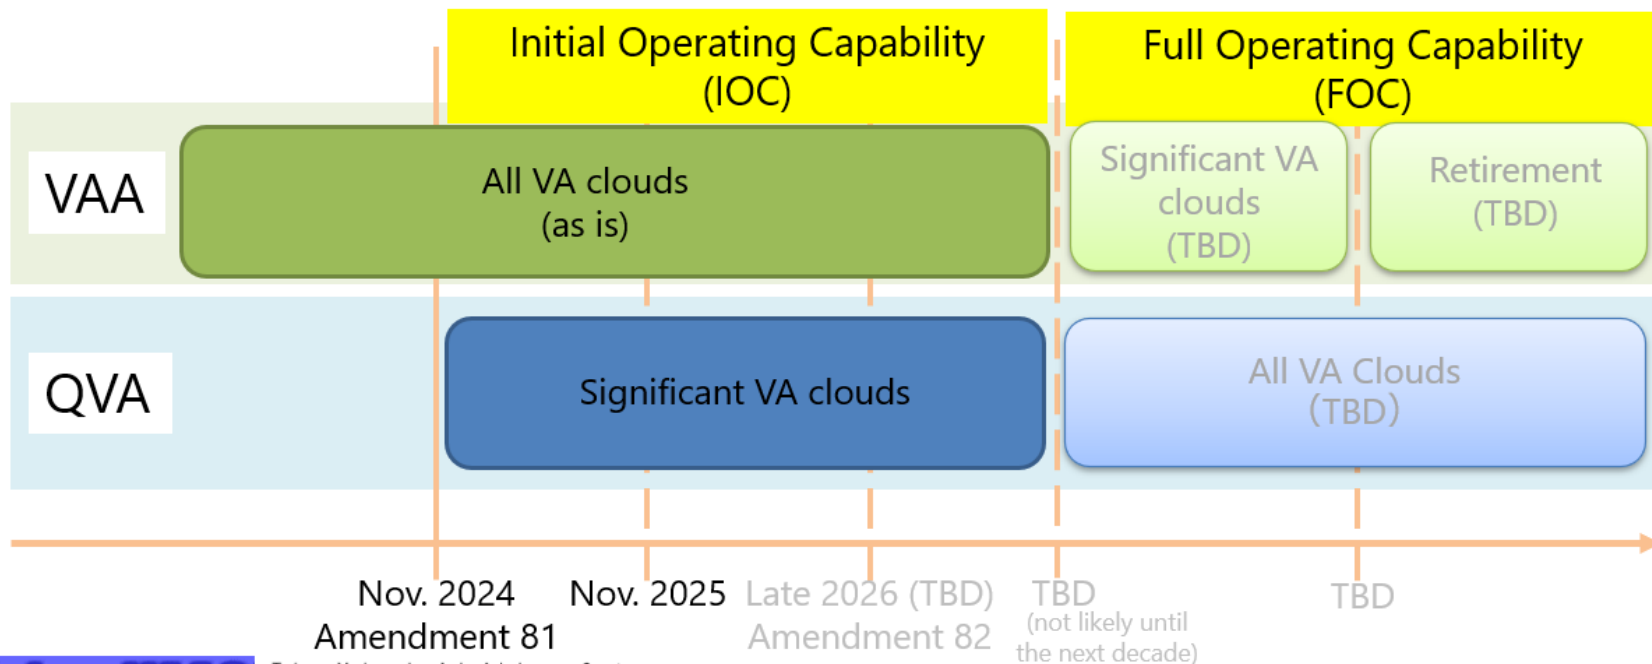 Initial Operating Capability
(IOC)
Full Operating Capability
(FOC)
VAA
All VA clouds
(as is)
Significant VA
clouds
(TBD)
Retirement
(TBD)
QVA
Significant VA clouds
All VA Clouds
(TBD)
Nov. 2024
Amendment 81
Nov. 2025
Late 2026 (TBD)
Amendment 82
TBD
(not likely until
the next decade)
TBD